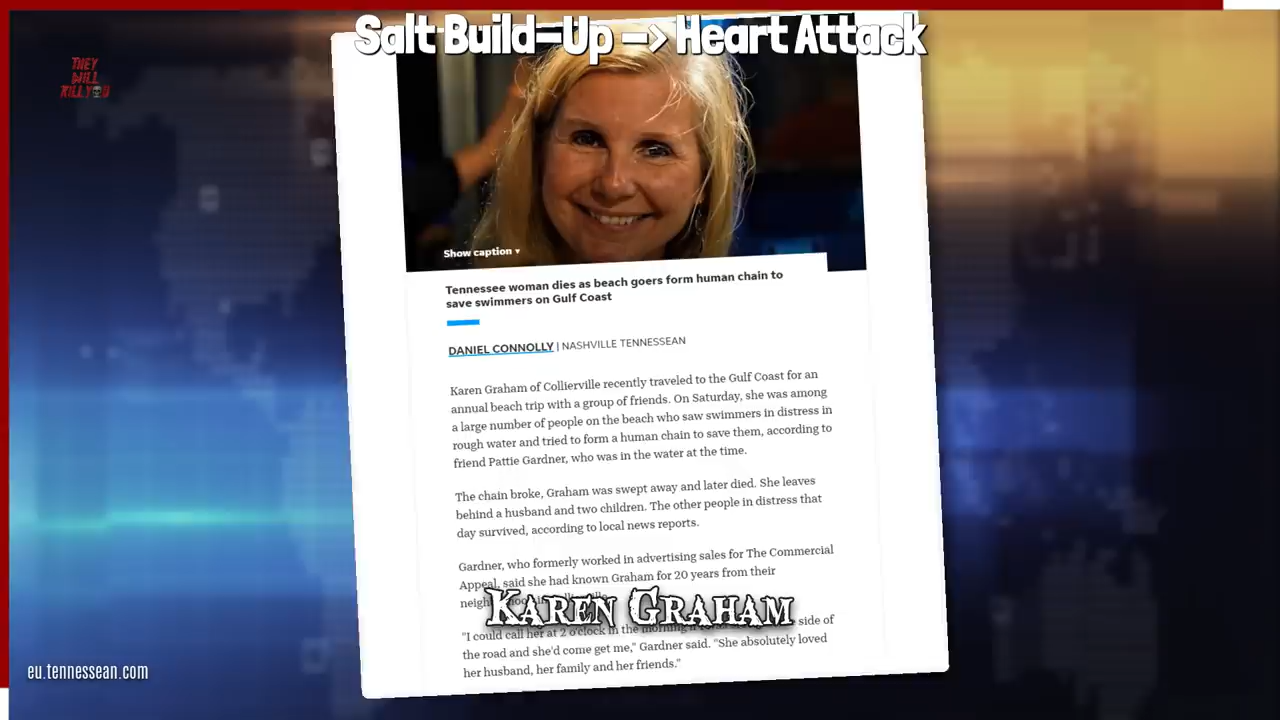 Salt Build-Up -> Heart Attack
THEY
WILL
KILL YOU
Show caption ▾
Tennessee woman dies as beach goers form human chain to
save swimmers on Gulf Coast
DANIEL CONNOLLY | NASHVILLE TENNESSEAN
Karen Graham of Collierville recently traveled to the Gulf Coast for an
annual beach trip with a group of friends. On Saturday, she was among
a large number of people on the beach who saw swimmers in distress in
rough water and tried to form a human chain to save them, according to
friend Pattie Gardner, who was in the water at the time.
The chain broke, Graham was swept away and later died. She leaves
behind a husband and two children. The other people in distress that
day survived, according to local news reports.
Gardner, who formerly worked in advertising sales for The Commercial
Appeal, said she had known Graham for 20 years from their
Karen Graham
"I could call her at 2 o'clock in the morning side of
the road and she'd come get me," Gardner said. "She absolutely loved
her husband, her family and her friends."
eu.tennessean.com